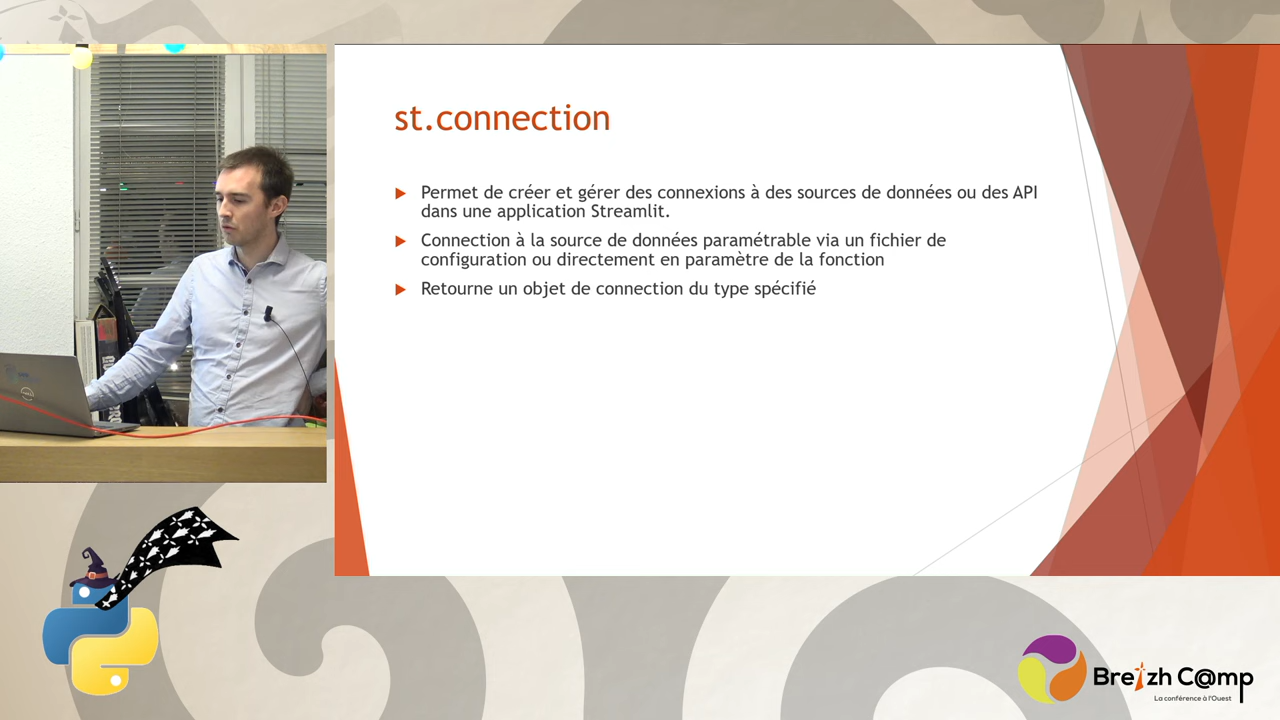 st.connection
Permet de créer et gérer des connexions à des sources de données ou des API
dans une application Streamlit.
Connection à la source de données paramétrable via un fichier de
configuration ou directement en paramètre de la fonction
Retourne un objet de connection du type spécifié
Breizh C@mp
La conférence à l'Ouest